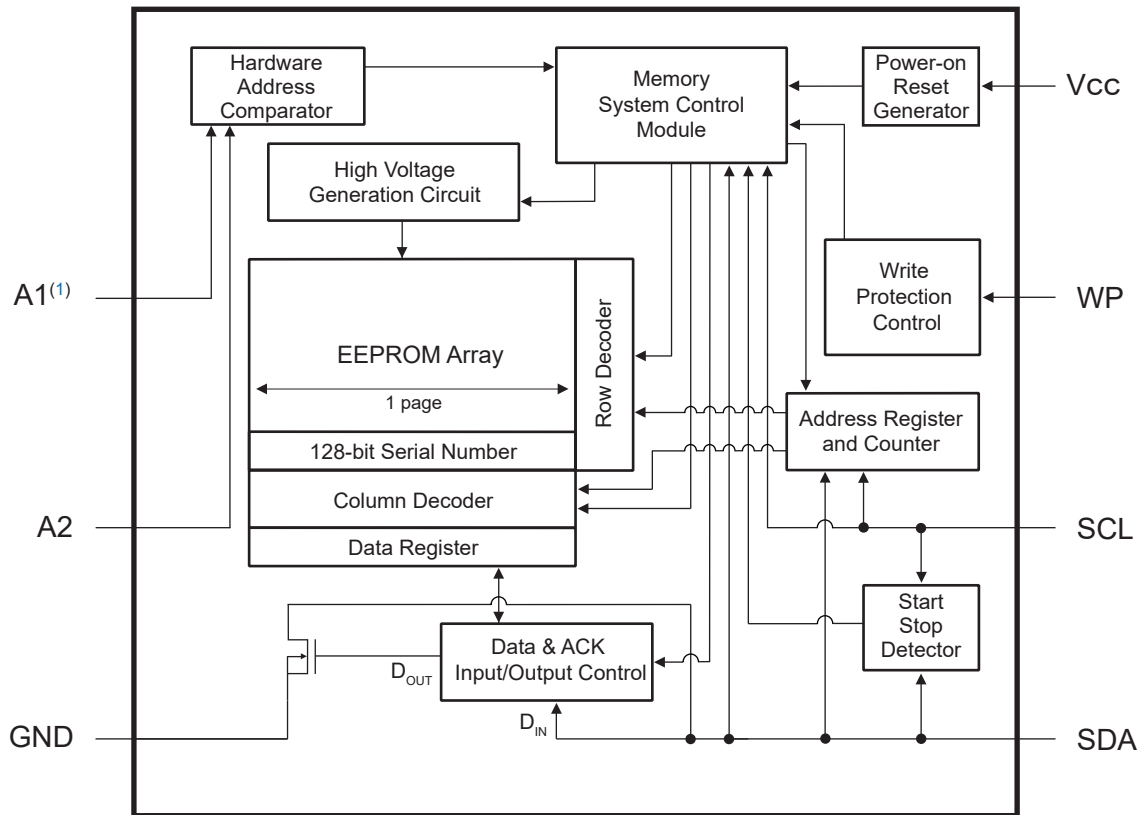 Hardware
Address
Comparator
Memory
System Control
Module
Power-on
Reset
Generator
Vcc
High Voltage
Generation Circuit
A1(1)
EEPROM Array
1 page
Row Decoder
Write
Protection
Control
WP
128-bit Serial Number
Address Register
and Counter
Column Decoder
A2
SCL
Data Register
Start
Stop
Detector
Data & ACK
Input/Output Control
DOUT
DIN
GND
SDA